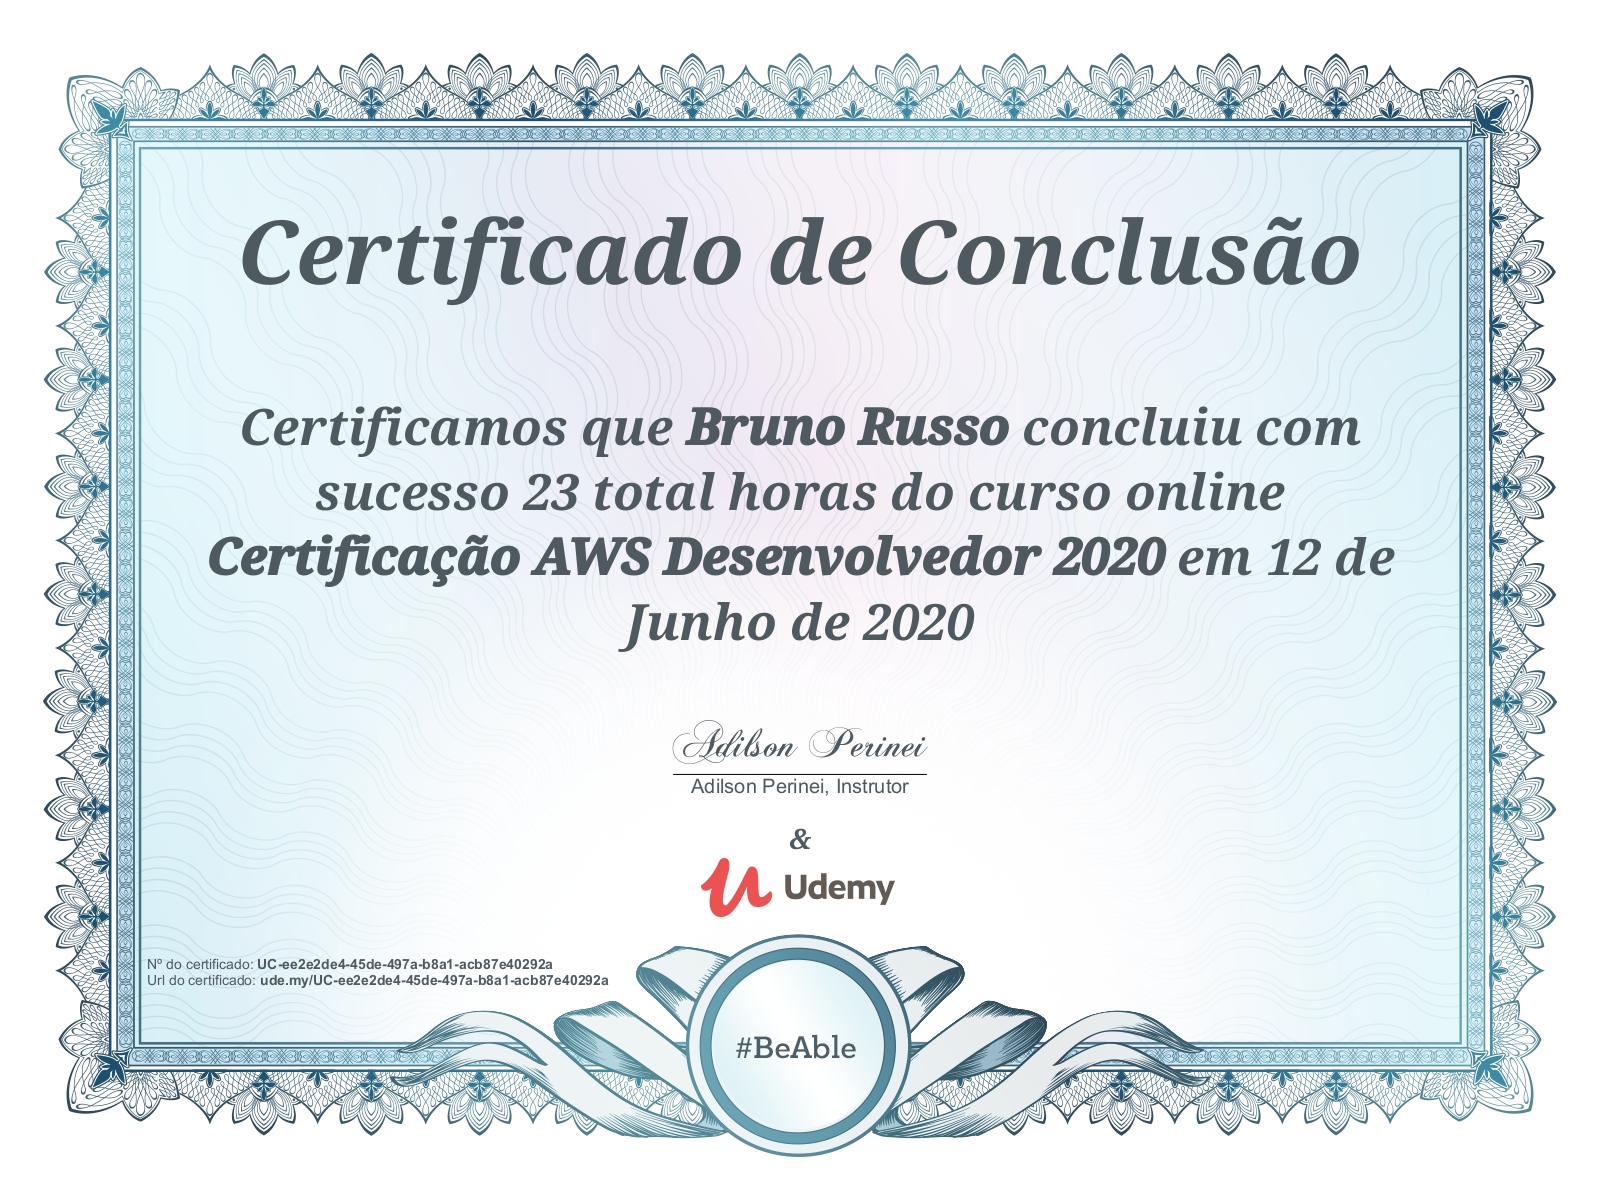 Certificado de Conclusão
Certificamos que Bruno Russo concluiu com
sucesso 23 total horas do curso online
Certificação AWS Desenvolvedor 2020 em 12 de
Junho de 2020
Adilson Perinei
Adilson Perinei, Instrutor
&
Udemy
Nº do certificado: UC-ee2e2de4-45de-497a-b8a1-acb87e40292a
Url do certificado: ude.my/UC-ee2e2de4-45de-497a-b8a1-acb87e40292a
#BeAble